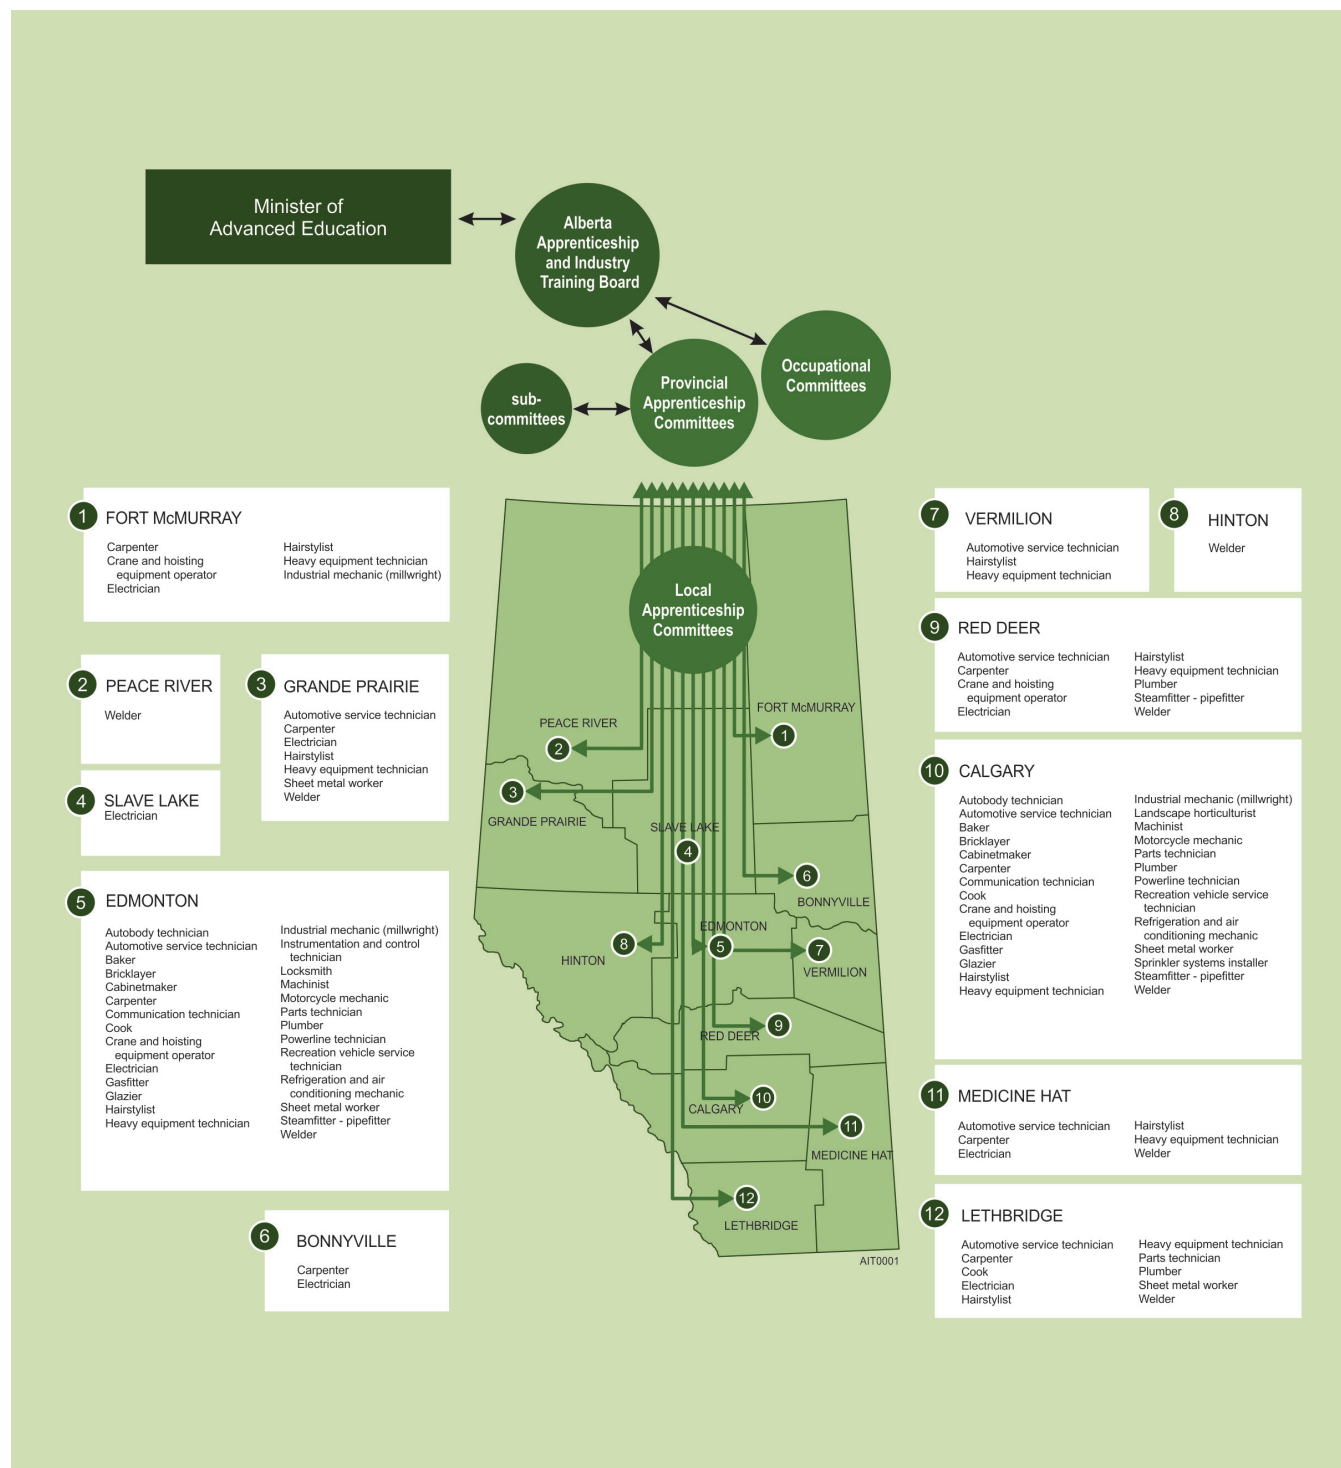 Minister of
Advanced Education
Alberta
Apprenticeship
and Industry
Training Board
Occupational
Committees
Provincial
Apprenticeship
Committees
sub-
committees
1
FORT McMURRAY
Carpenter
Crane and hoisting
equipment operator
Electrician
Hairstylist
Heavy equipment technician
Industrial mechanic (millwright)
2
PEACE RIVER
Welder
3
GRANDE PRAIRIE
Automotive service technician
Carpenter
Electrician
Hairstylist
Heavy equipment technician
Sheet metal worker
Welder
4
SLAVE LAKE
Electrician
5
EDMONTON
Autobody technician
Automotive service technician
Baker
Bricklayer
Cabinetmaker
Carpenter
Communication technician
Cook
Crane and hoisting
equipment operator
Electrician
Gasfitter
Glazier
Hairstylist
Heavy equipment technician
Industrial mechanic (millwright)
Instrumentation and control
technician
Locksmith
Machinist
Motorcycle mechanic
Parts technician
Plumber
Powerline technician
Recreation vehicle service
technician
Refrigeration and air
conditioning mechanic
Sheet metal worker
Steamfitter - pipefitter
Welder
6
BONNYVILLE
Carpenter
Electrician
Local
Apprenticeship
Committees
FORT McMURRAY
1
PEACE RIVER
2
3
GRANDE PRAIRIE
SLAVE LAKE
4
6
BONNYVILLE
EDMONTON
5
8
HINTON
7
VERMILION
9
RED DEER
10
CALGARY
11
MEDICINE HAT
12
LETHBRIDGE
AIT0001
7
VERMILION
Automotive service technician
Hairstylist
Heavy equipment technician
8
HINTON
Welder
9
RED DEER
Automotive service technician
Carpenter
Crane and hoisting
equipment operator
Electrician
Hairstylist
Heavy equipment technician
Plumber
Steamfitter - pipefitter
Welder
10
CALGARY
Autobody technician
Automotive service technician
Baker
Bricklayer
Cabinetmaker
Carpenter
Communication technician
Cook
Crane and hoisting
equipment operator
Electrician
Gasfitter
Glazier
Hairstylist
Heavy equipment technician
Industrial mechanic (millwright)
Landscape horticulturist
Machinist
Motorcycle mechanic
Parts technician
Plumber
Powerline technician
Recreation vehicle service
technician
Refrigeration and air
conditioning mechanic
Sheet metal worker
Sprinkler systems installer
Steamfitter - pipefitter
Welder
11
MEDICINE HAT
Automotive service technician
Carpenter
Electrician
Hairstylist
Heavy equipment technician
Welder
12
LETHBRIDGE
Automotive service technician
Carpenter
Cook
Electrician
Hairstylist
Heavy equipment technician
Parts technician
Plumber
Sheet metal worker
Welder